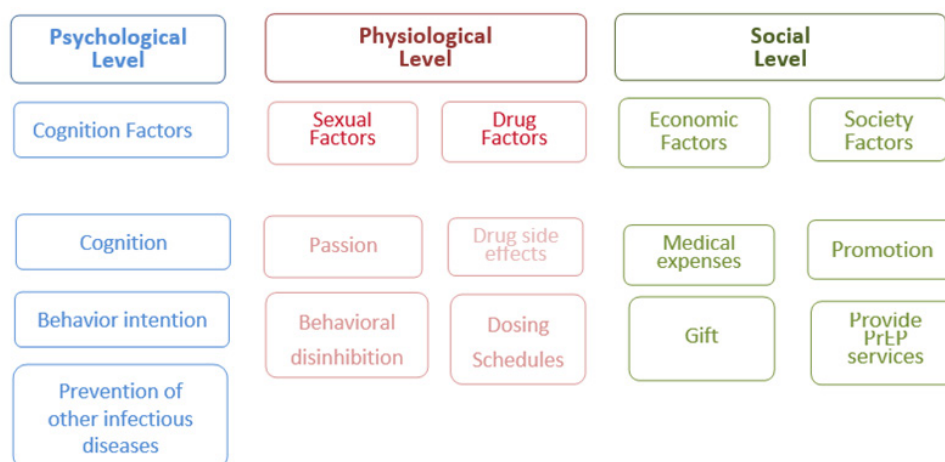 Psychological
Level
Physiological
Level
Social
Level
Cognition Factors
Sexual
Factors
Drug
Factors
Economic
Factors
Society
Factors
Cognition
Passion
Drug side
effects
Medical
expenses
Promotion
Behavior intention
Behavioral
disinhibition
Dosing
Schedules
Gift
Provide
PrEP
services
Prevention of
other infectious
diseases